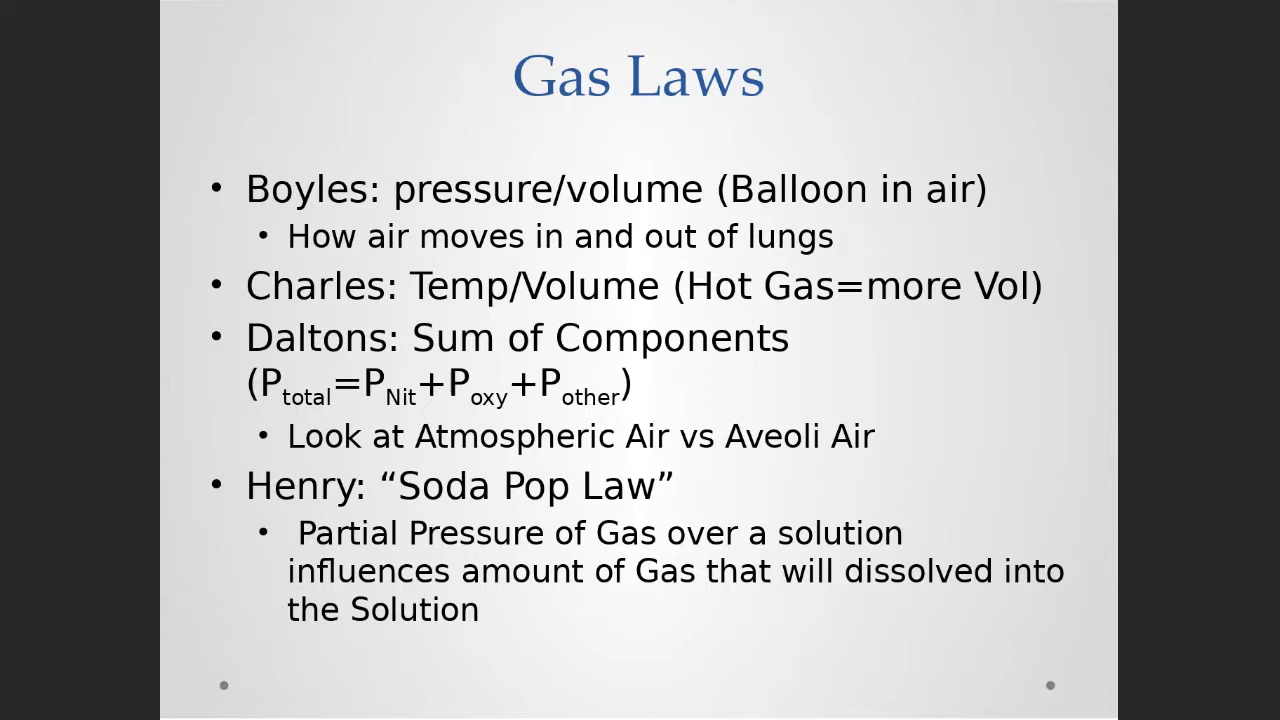 Gas Laws
• Boyles: pressure/volume (Balloon in air)
• How air moves in and out of lungs
• Charles: Temp/Volume (Hot Gas=more Vol)
• Daltons: Sum of Components
(Ptotal=PNit+Poxy+Pother)
• Look at Atmospheric Air vs Aveoli Air
• Henry: “Soda Pop Law”
• Partial Pressure of Gas over a solution
influences amount of Gas that will dissolved into
the Solution